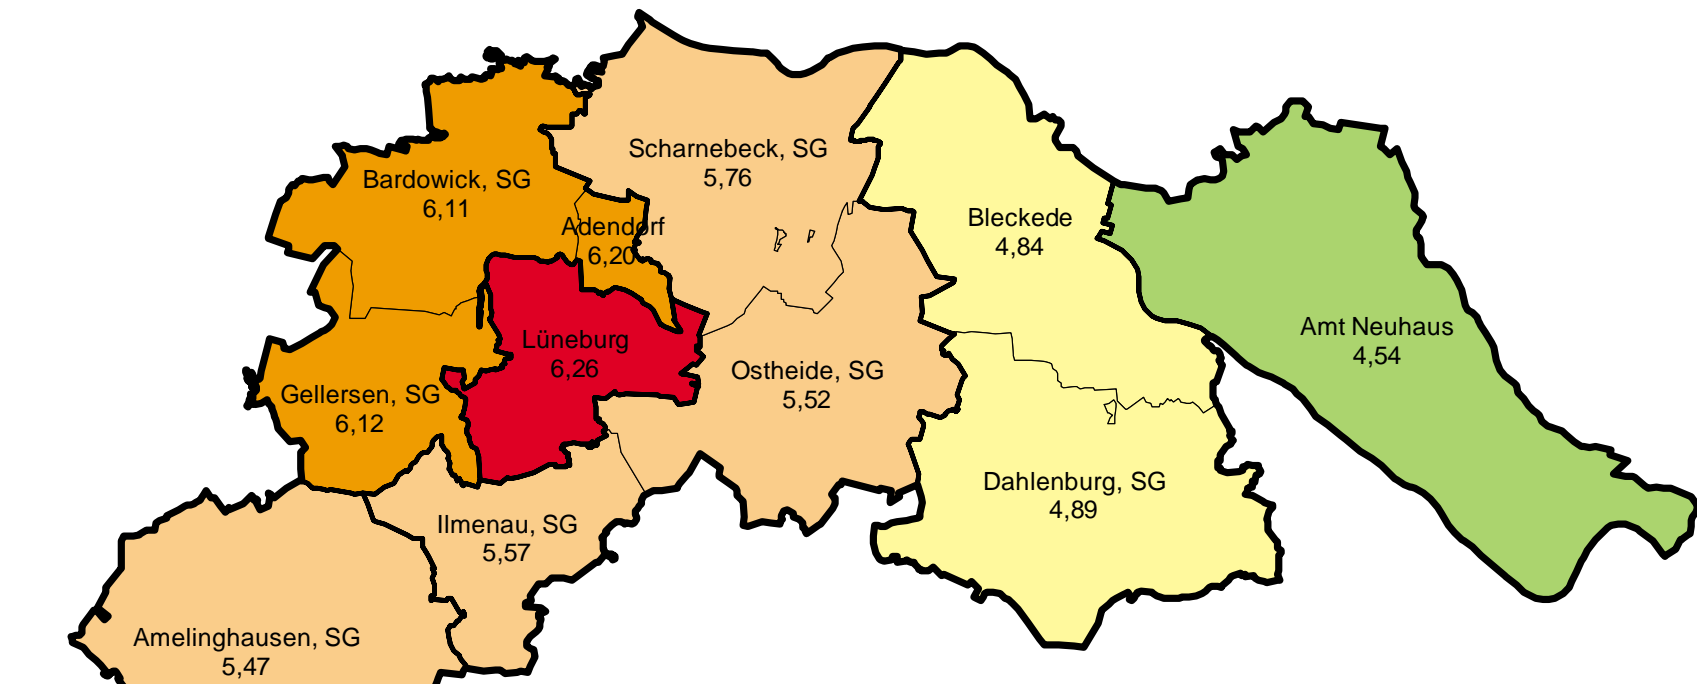 Scharnebeck, SG
5,76
Bardowick, SG
6,11
Adendorf
6,20
Bleckede
4,84
Amt Neuhaus
4,54
Lüneburg
6,26
Ostheide, SG
5,52
Gellersen, SG
6,12
Dahlenburg, SG
4,89
Ilmenau, SG
5,57
Amelinghausen, SG
5,47